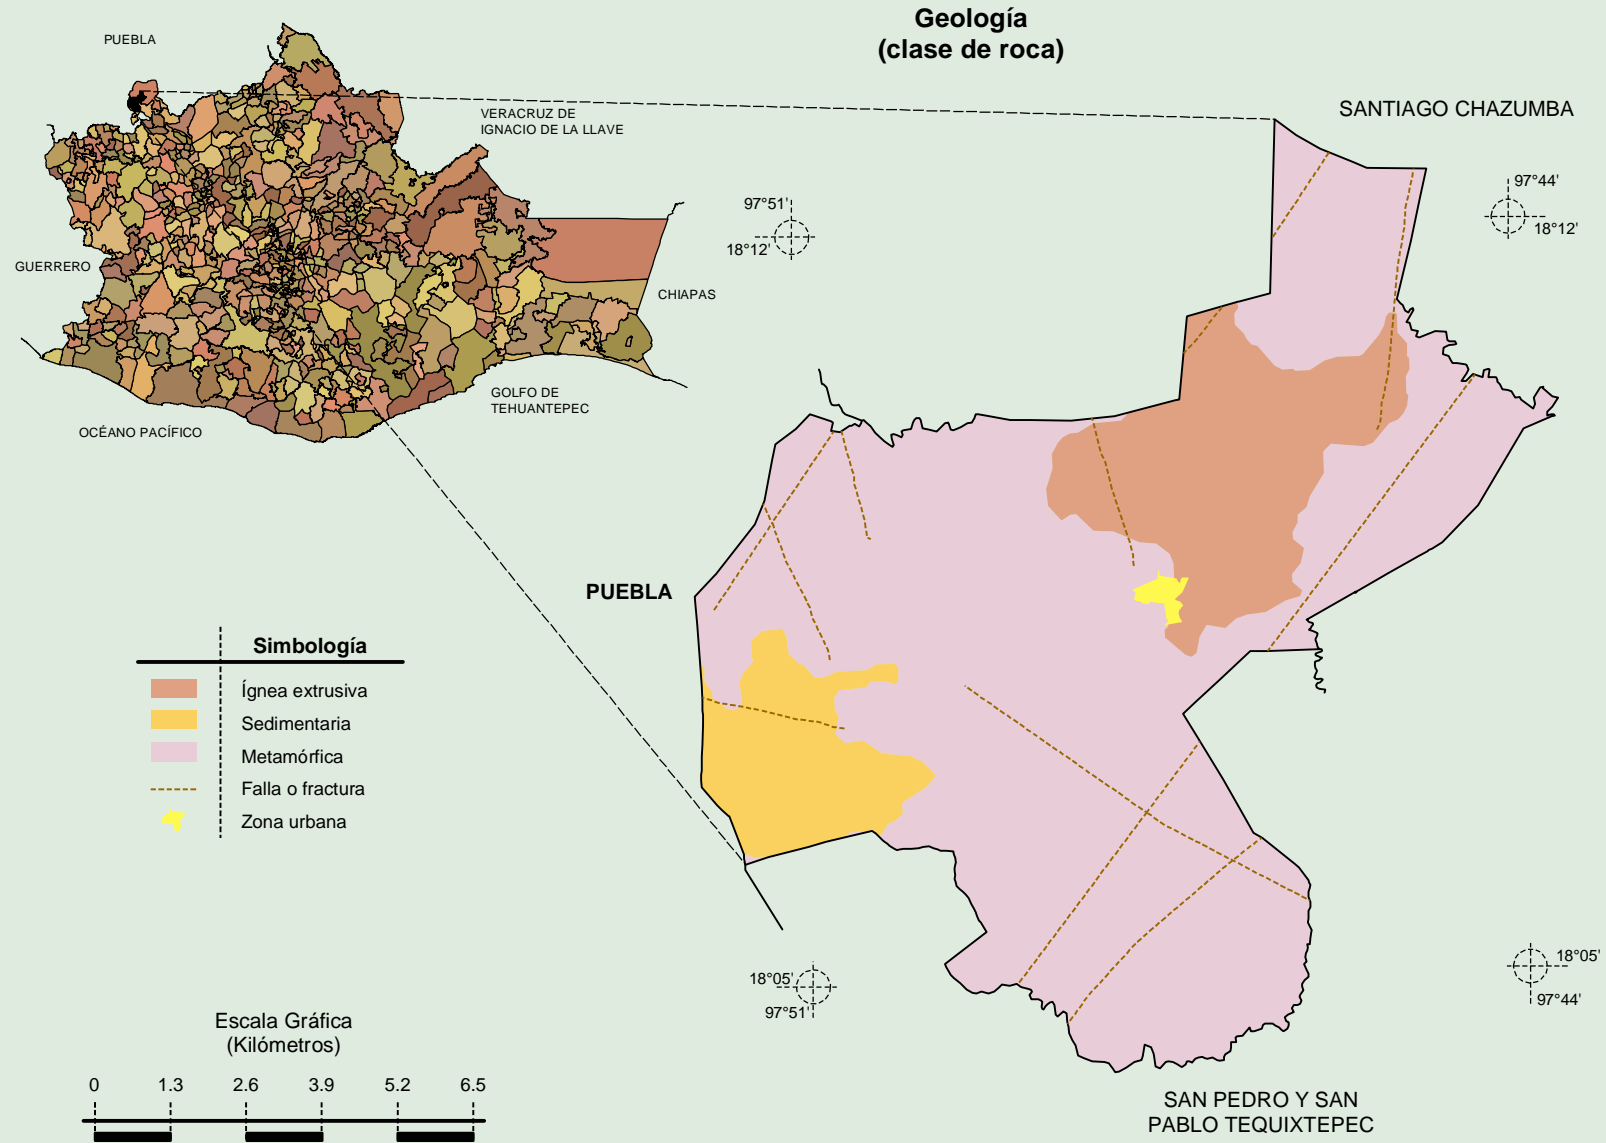 Geología
(clase de roca)
PUEBLA
VERACRUZ DE
IGNACIO DE LA LLAVE
GUERRERO
CHIAPAS
GOLFO DE
TEHUANTEPEC
OCÉANO PACÍFICO
SANTIAGO CHAZUMBA
97°51'
18°12'
97°44'
18°12'
PUEBLA
Simbología
Ígnea extrusiva
Sedimentaria
Metamórfica
Falla o fractura
Zona urbana
18°05'
97°51'
18°05'
97°44'
Escala Gráfica
(Kilómetros)
0 1.3 2.6 3.9 5.2 6.5
SAN PEDRO Y SAN
PABLO TEQUIXTEPEC